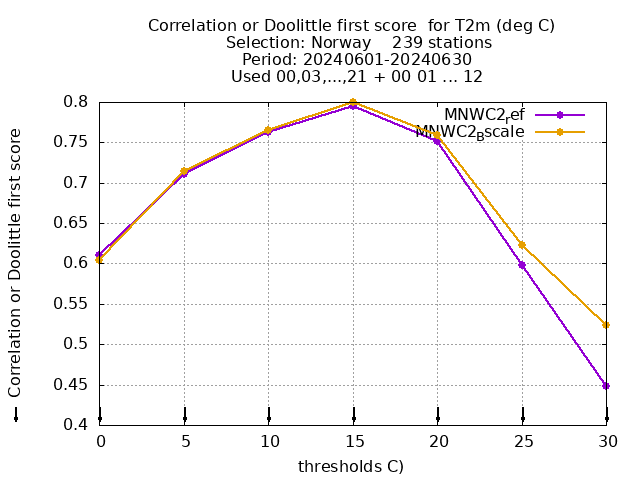 Correlation or Doolittle first score  for T2m (deg C)
Selection: Norway    239 stations
Period: 20240601-20240630
Used 00,03,...,21 + 00 01 ... 12
Correlation or Doolittle first score
MNWC2ref
MNWC2Bscale
0.8
0.75
0.7
0.65
0.6
0.55
0.5
0.45
0.4
0 5 10 15 20 25 30
thresholds C)